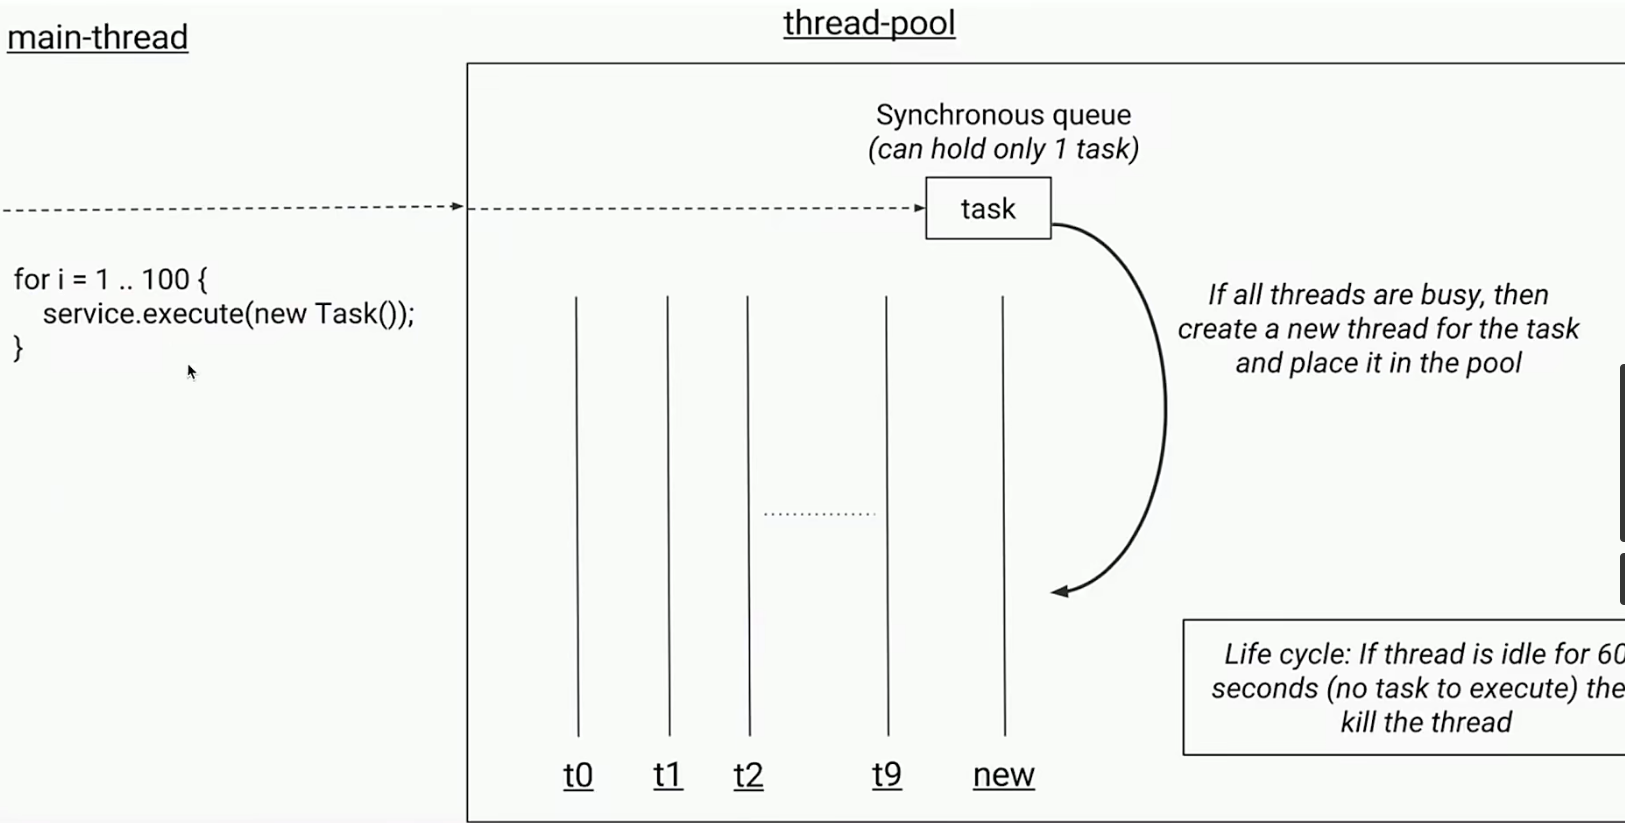 main-thread
thread-pool
Synchronous queue
(can hold only 1 task)
task
for i = 1 .. 100 {
service.execute(new Task());
}
If all threads are busy, then
create a new thread for the task
and place it in the pool
Life cycle: If thread is idle for 60
seconds (no task to execute) the
kill the thread
t0
t1
t2
t9
new